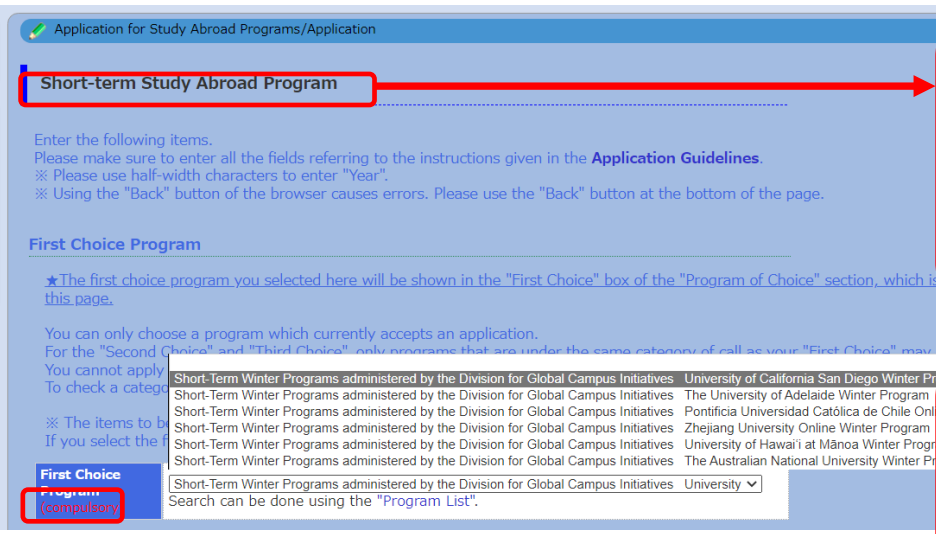 Application for Study Abroad Programs/Application
Short-term Study Abroad Program
Enter the following items.
Please make sure to enter all the fields referring to the instructions given in the Application Guidelines.
※ Please use half-width characters to enter "Year".
※ Using the "Back" button of the browser causes errors. Please use the "Back" button at the bottom of the page.
First Choice Program
★The first choice program you selected here will be shown in the "First Choice" box of the "Program of Choice" section, which is
this page.
You can only choose a program which currently accepts an application.
For the "Second Choice" and "Third Choice", only programs that are under the same category of call as your "First Choice" may
You cannot apply
To check a catego
※ The items to b
If you select the f
Short-Term Winter Programs administered by the Division for Global Campus Initiatives University of California San Diego Winter Pr
Short-Term Winter Programs administered by the Division for Global Campus Initiatives The University of Adelaide Winter Program
Short-Term Winter Programs administered by the Division for Global Campus Initiatives Pontificia Universidad Católica de Chile Onli
Short-Term Winter Programs administered by the Division for Global Campus Initiatives Zhejiang University Online Winter Program
Short-Term Winter Programs administered by the Division for Global Campus Initiatives University of Hawai'i at Mānoa Winter Progr
Short-Term Winter Programs administered by the Division for Global Campus Initiatives The Australian National University Winter Pr
First Choice
Program
(compulsory)
Short-Term Winter Programs administered by the Division for Global Campus Initiatives University
Search can be done using the "Program List".